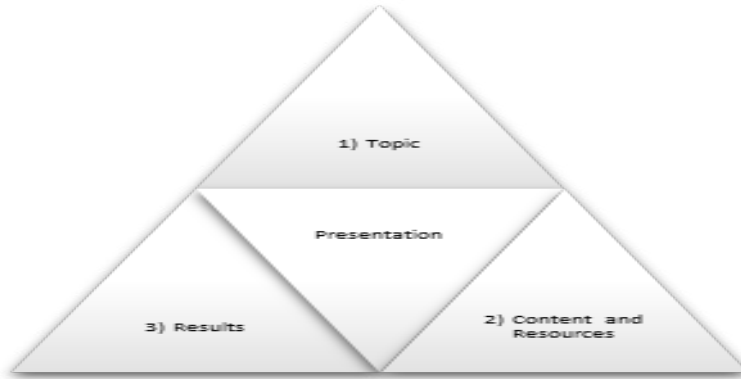 1) Topic
Presentation
3) Results
2) Content and
Resources